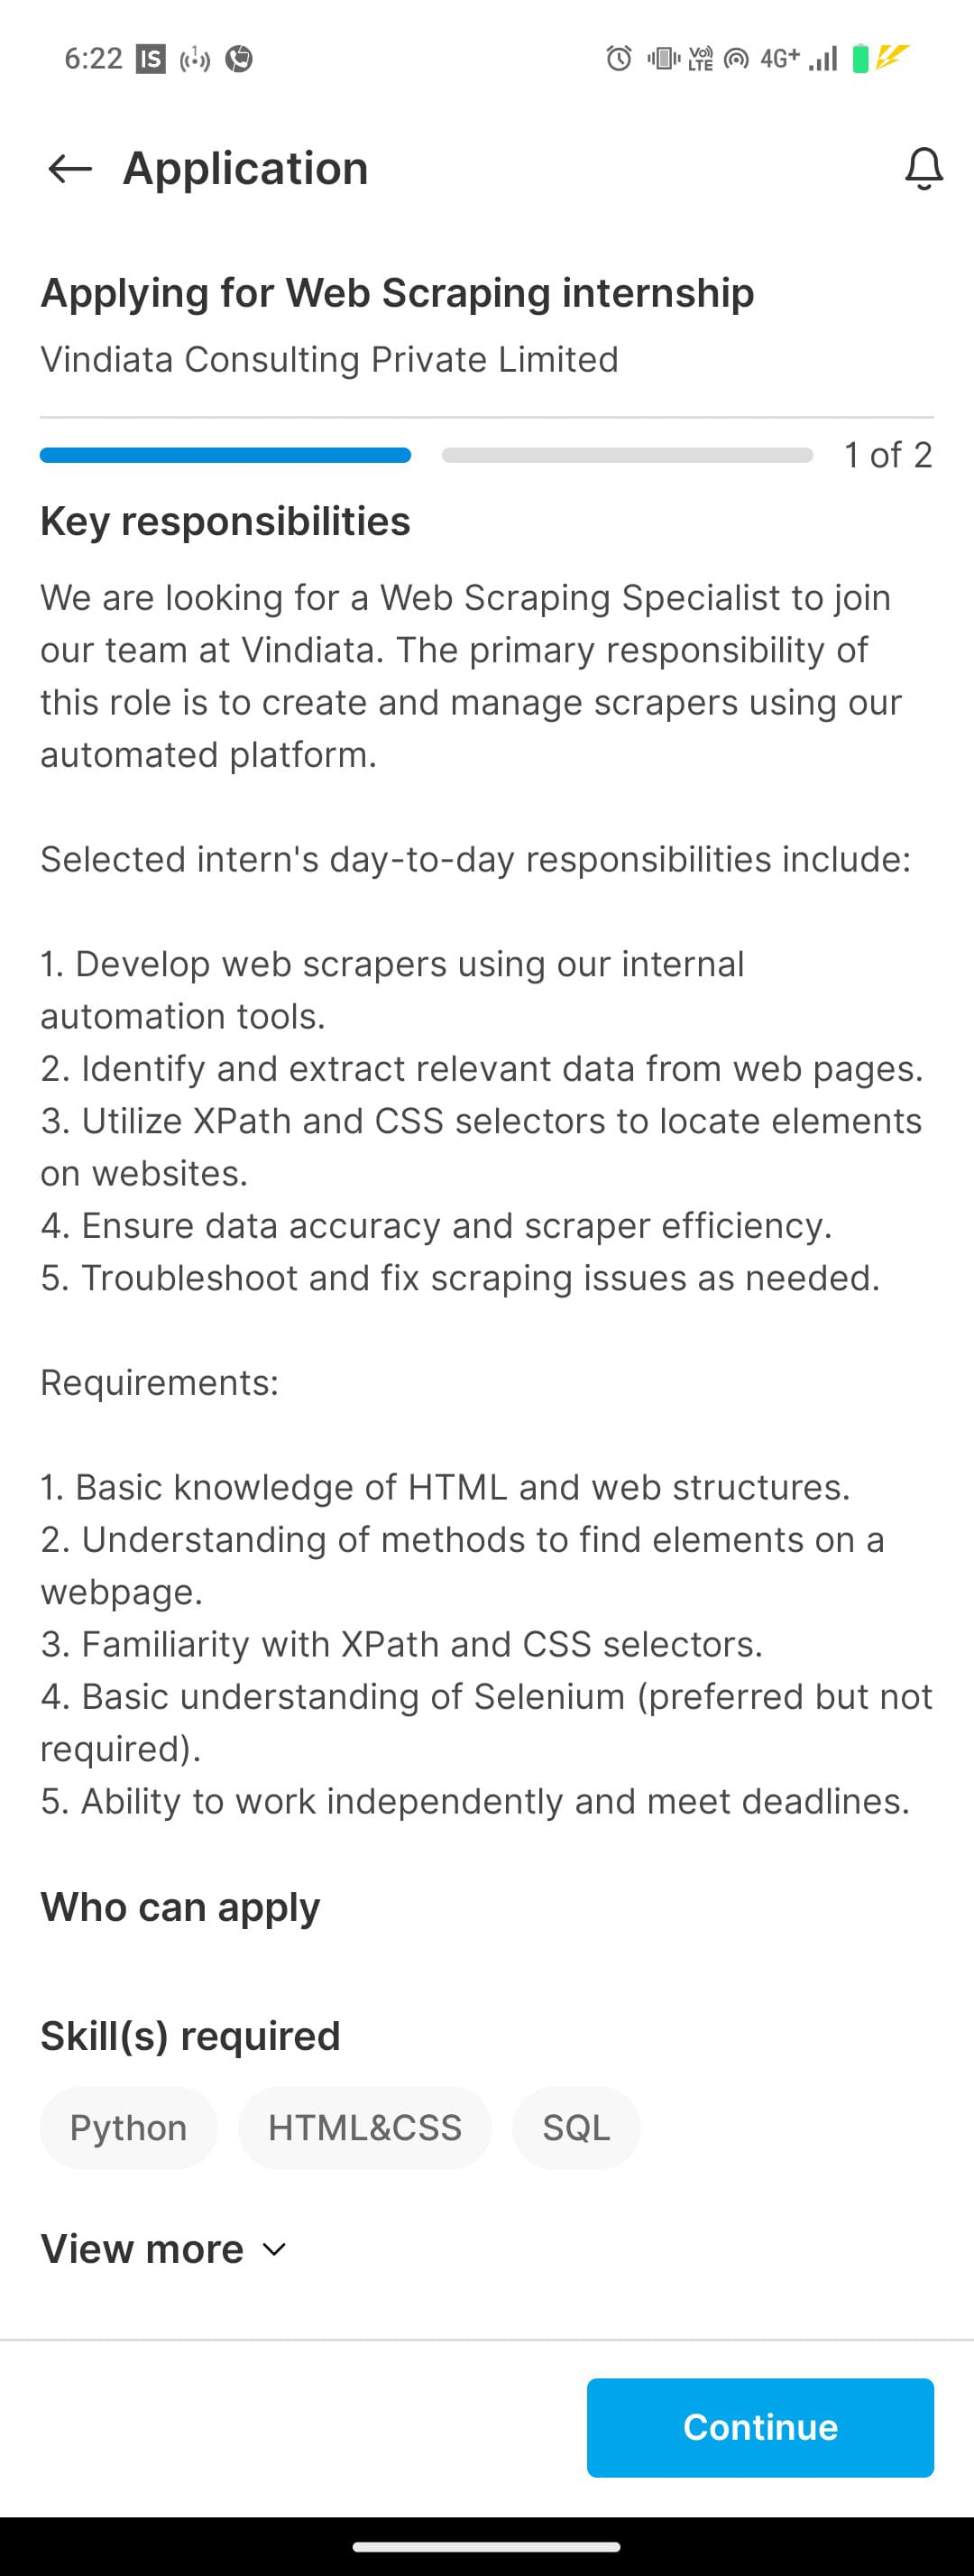 6:22 IS 1 Vo) LTE 4G+
Application
Applying for Web Scraping internship
Vindiata Consulting Private Limited
1 of 2
Key responsibilities
We are looking for a Web Scraping Specialist to join
our team at Vindiata. The primary responsibility of
this role is to create and manage scrapers using our
automated platform.
Selected intern's day-to-day responsibilities include:
1. Develop web scrapers using our internal
automation tools.
2. Identify and extract relevant data from web pages.
3. Utilize XPath and CSS selectors to locate elements
on websites.
4. Ensure data accuracy and scraper efficiency.
5. Troubleshoot and fix scraping issues as needed.
Requirements:
1. Basic knowledge of HTML and web structures.
2. Understanding of methods to find elements on a
webpage.
3. Familiarity with XPath and CSS selectors.
4. Basic understanding of Selenium (preferred but not
required).
5. Ability to work independently and meet deadlines.
Who can apply
Skill(s) required
Python HTML&CSS SQL
View more
Continue